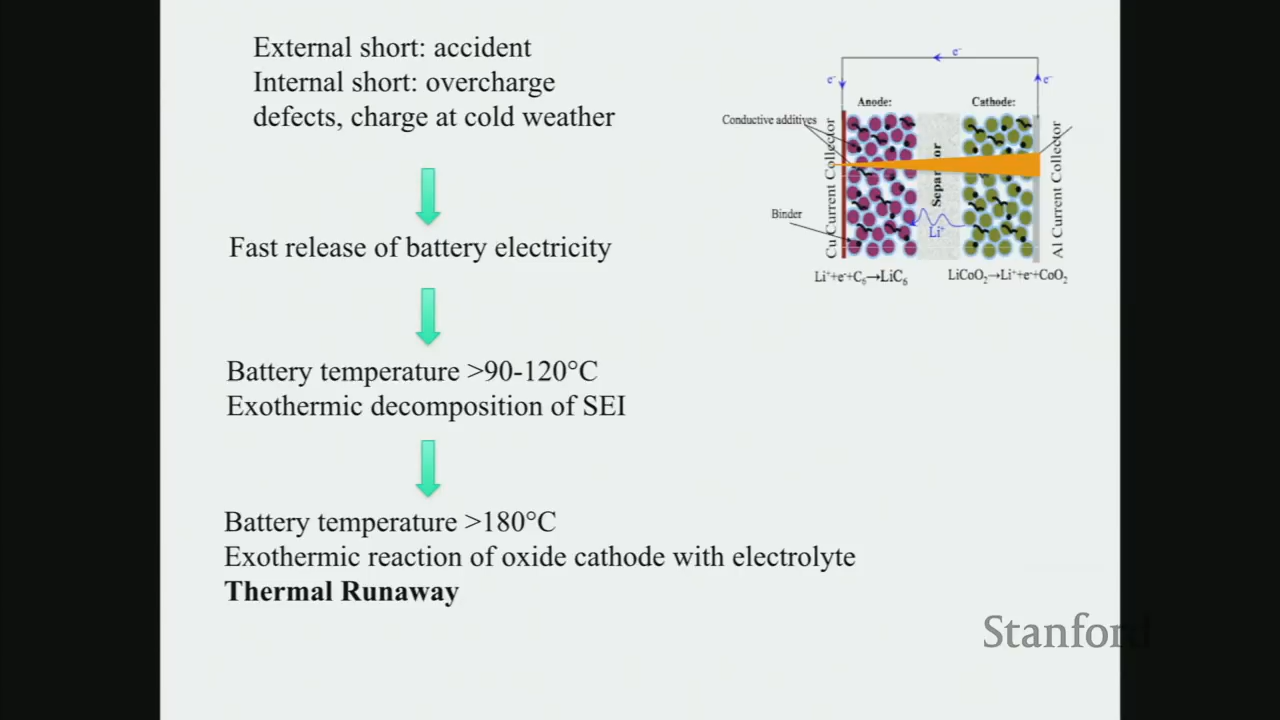 External short: accident
Internal short: overcharge
defects, charge at cold weather
Fast release of battery electricity
Battery temperature >90-120°C
Exothermic decomposition of SEI
Battery temperature >180°C
Exothermic reaction of oxide cathode with electrolyte
Thermal Runaway
e⁻
e⁻
e⁻
Anode:
Cathode:
Conductive additives
Cu Current Collector
Separator
Al Current Collector
Binder
Li⁺
Li⁺+e⁻+C₆→LiC₆
LiCoO₂→Li⁺+e⁻+CoO₂
Stanford